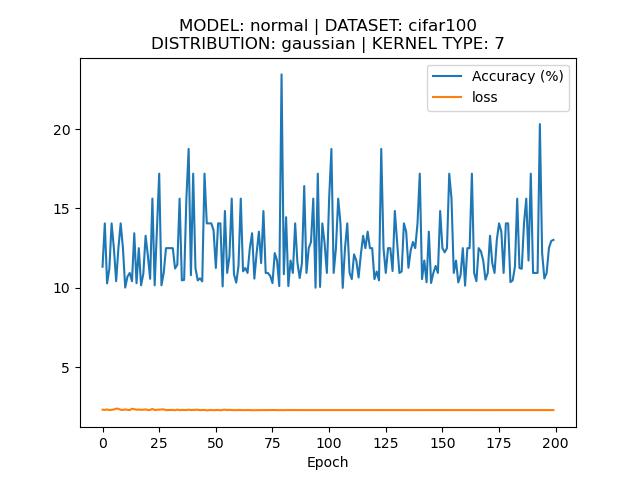 MODEL: normal | DATASET: cifar100
DISTRIBUTION: gaussian | KERNEL TYPE: 7
Accuracy (%)
loss
20
15
10
5
0 25 50 75 100 125 150 175 200
Epoch